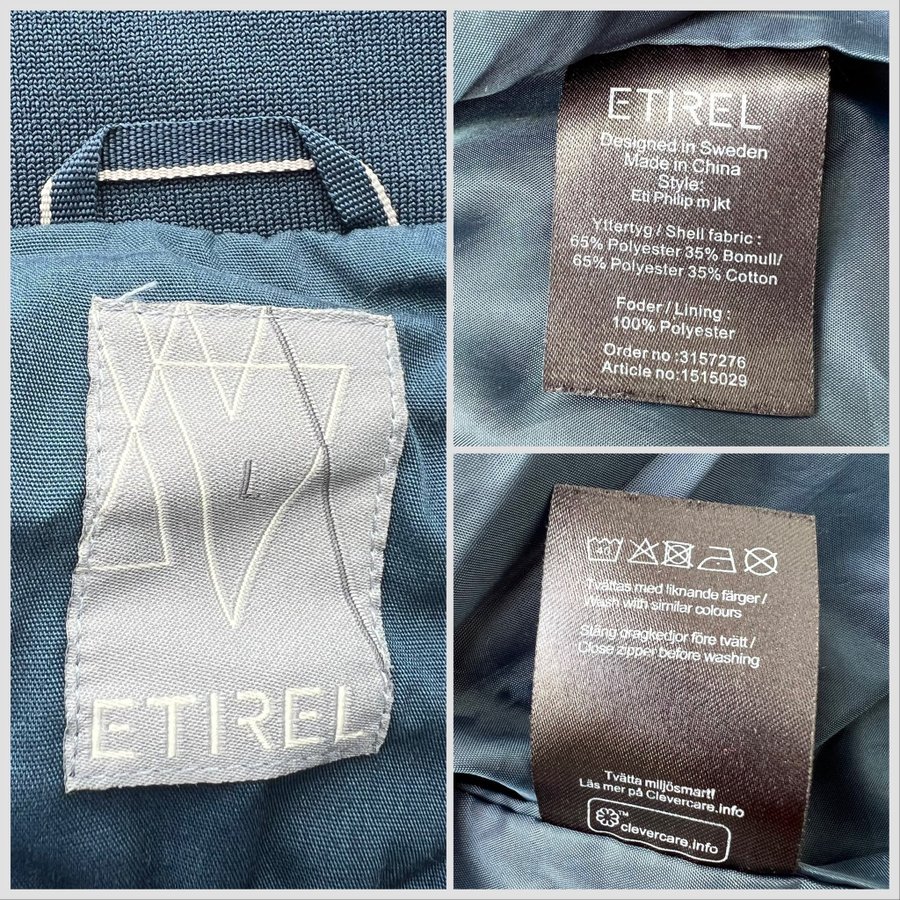 L
ETIREL
ETIREL
Designed in Sweden
Made in China
Style:
Etl Philip m jkt
Yttertyg / Shell fabric :
65% Polyester 35% Bomull/
65% Polyester 35% Cotton
Foder / Lining :
100% Polyester
Order no :3157276
Article no:1515029
Tvättas med liknande färger /
Wash with similar colours
Stäng dragkedjor före tvätt /
Close zipper before washing
Tvätta miljösmart!
Läs mer på Clevercare.info
™
clevercare.info